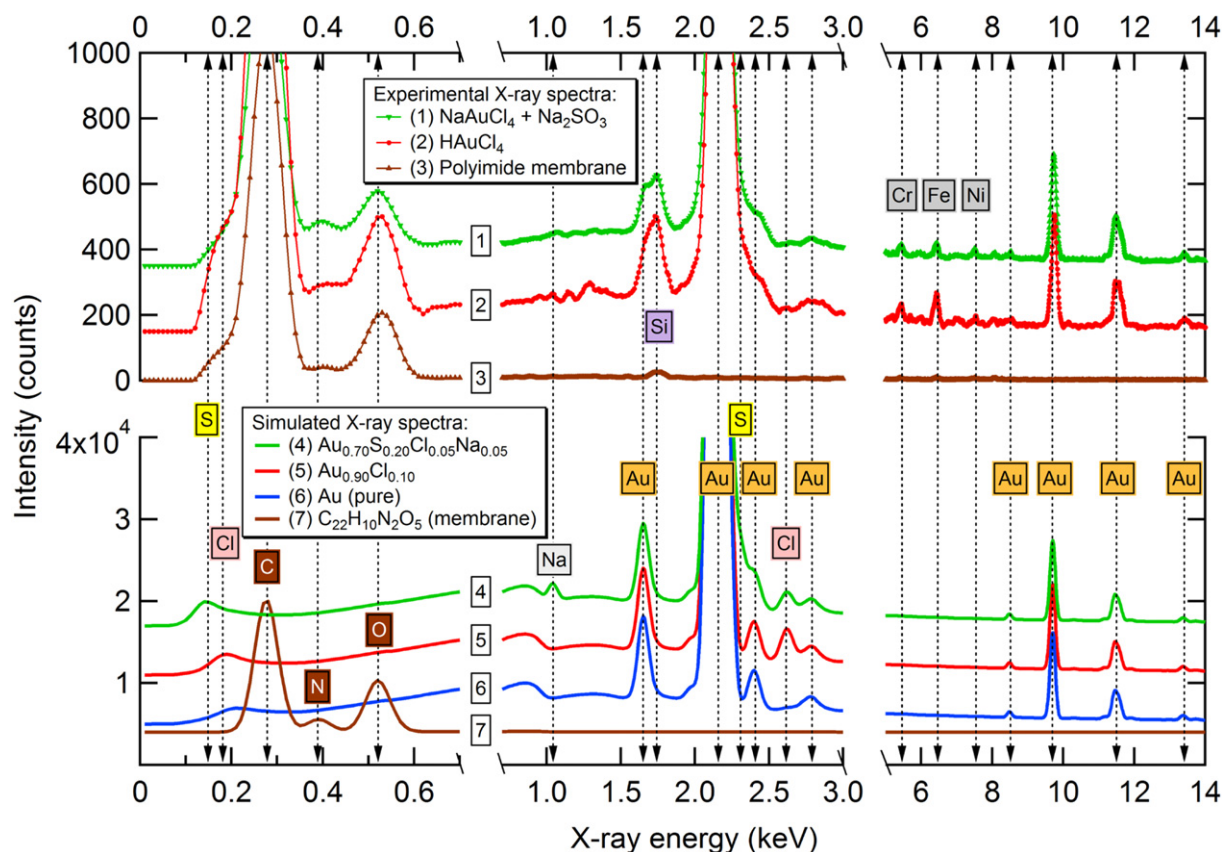 0 0.2 0.4 0.6 1.0 1.5 2.0 2.5 3.0 6 8 10 12 14
1000
800
600
400
200
0
Experimental X-ray spectra:
(1) NaAuCl₄ + Na₂SO₃
(2) HAuCl₄
(3) Polyimide membrane
Cr Fe Ni
1
2
Si
3
Intensity (counts)
S S
4x10⁴
3
2
1
Simulated X-ray spectra:
(4) Au₀.₇₀S₀.₂₀Cl₀.₀₅Na₀.₀₅
(5) Au₀.₉₀Cl₀.₁₀
(6) Au (pure)
(7) C₂₂H₁₀N₂O₅ (membrane)
Au Au Au Au Au Au Au Au
Cl C Na Cl
4
O
5
N
6
7
0 0.2 0.4 0.6 1.0 1.5 2.0 2.5 3.0 6 8 10 12 14
X-ray energy (keV)